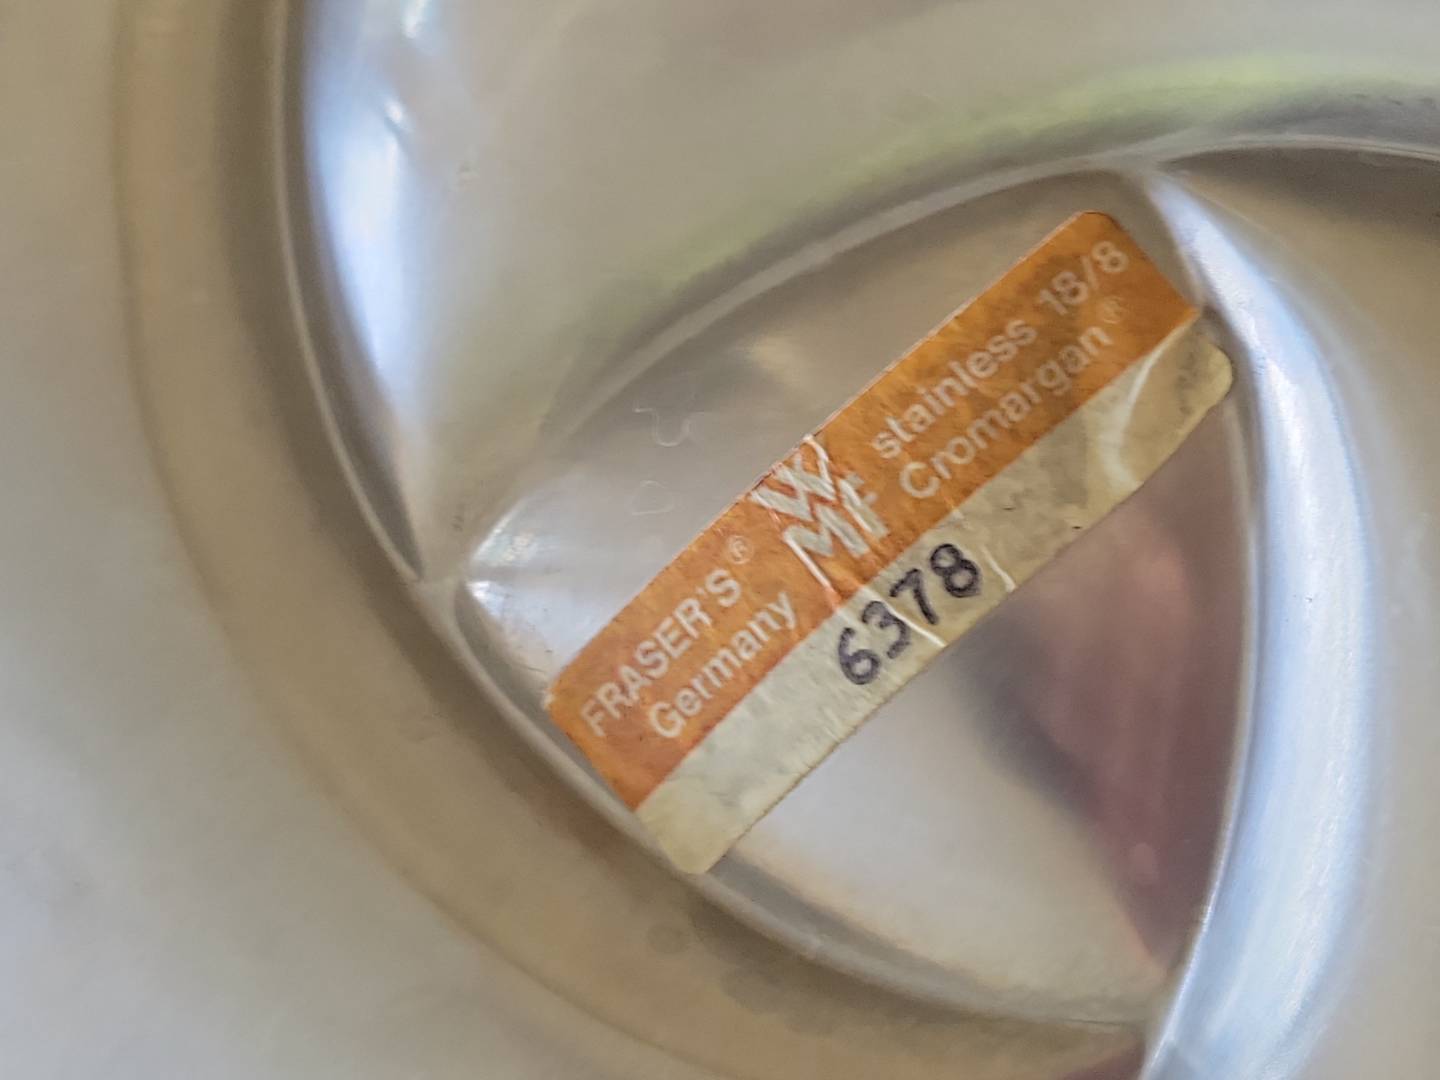 FRASER'S®
Germany
WMF
stainless 18/8
Cromargan®
6378